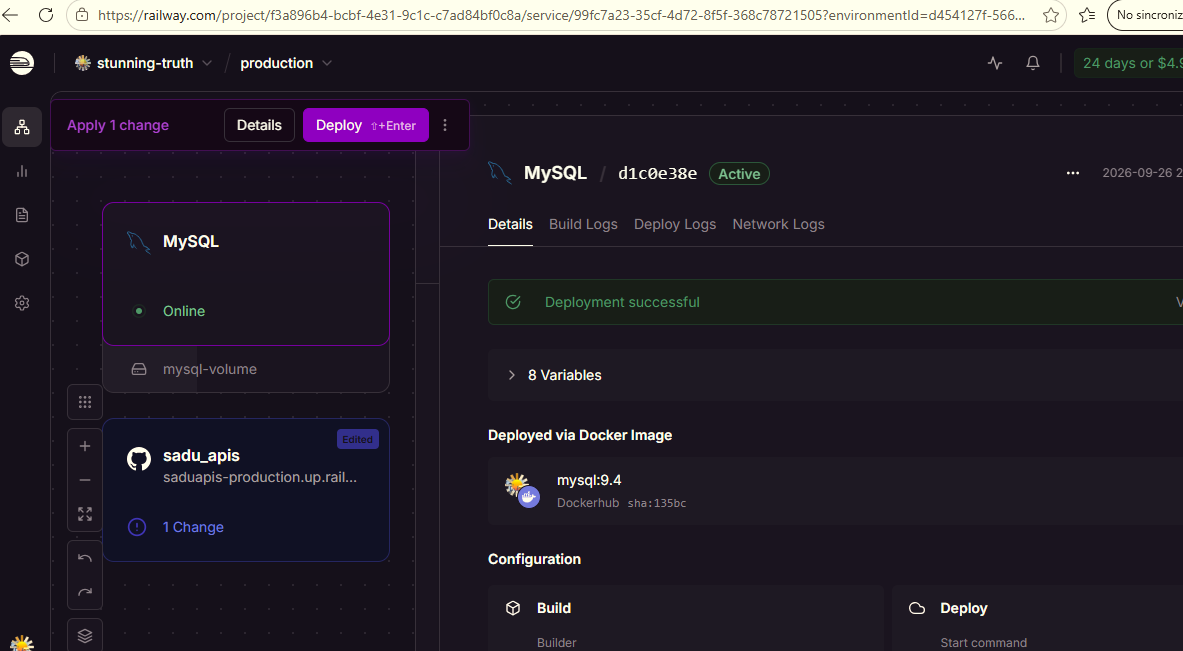 https://railway.com/project/f3a896b4-bcbf-4e31-9c1c-c7ad84bf0c8a/service/99fc7a23-35cf-4d72-8f5f-368c78721505?environmentId=d454127f-566...
No sincroniz
stunning-truth / production
24 days or $4.9
Apply 1 change Details Deploy ⇧+Enter
MySQL / d1c0e38e Active
2026-09-26 2
Details Build Logs Deploy Logs Network Logs
MySQL
Online
mysql-volume
Deployment successful
8 Variables
Deployed via Docker Image
mysql:9.4
Dockerhub sha:135bc
Edited
sadu_apis
saduapis-production.up.rail...
1 Change
Configuration
Build
Builder
Deploy
Start command